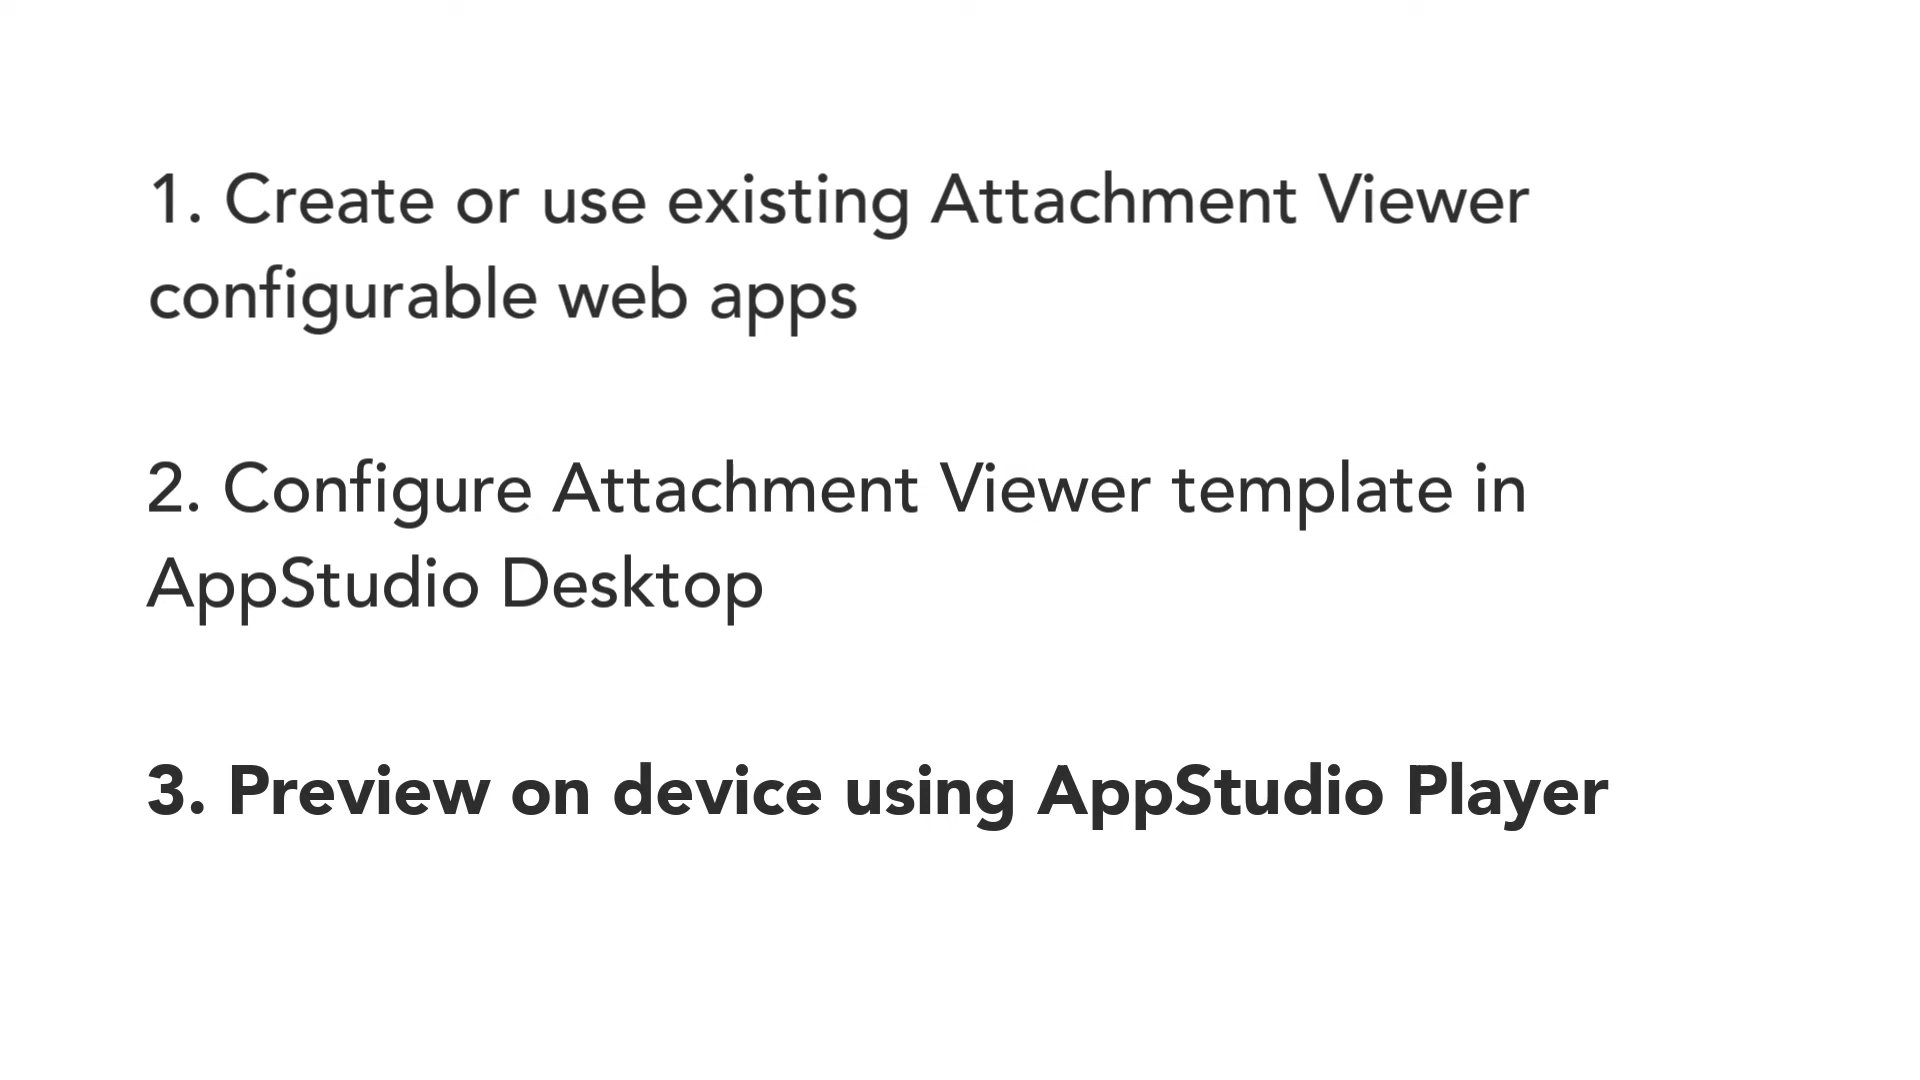 1. Create or use existing Attachment Viewer
configurable web apps
2. Configure Attachment Viewer template in
AppStudio Desktop
3. Preview on device using AppStudio Player